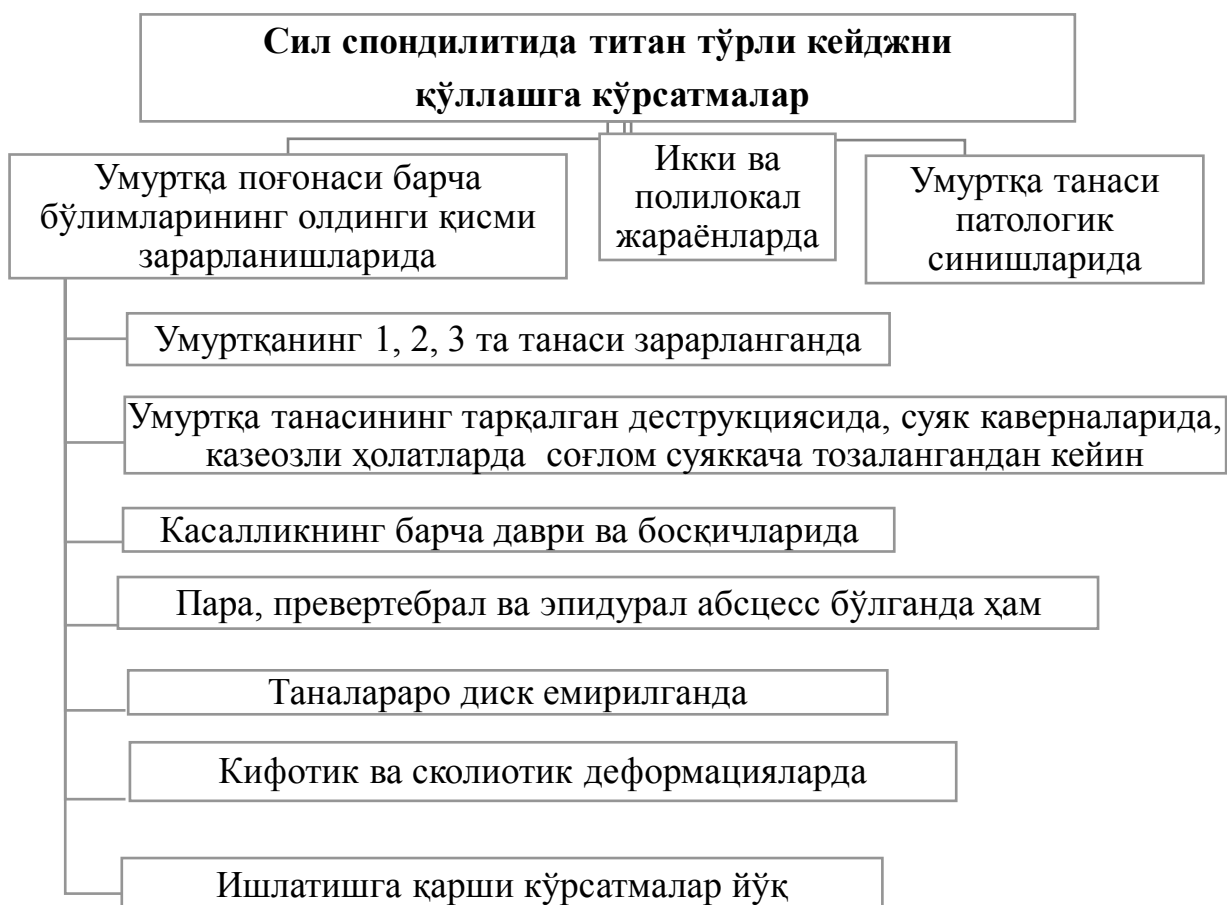 Сил спондилитида титан тўрли кейджни
қўллашга кўрсатмалар
Умуртқа поғонаси барча
бўлимларининг олдинги қисми
зарарланишларида
Икки ва
полилокал
жараёнларда
Умуртқа танаси
патологик
синишларида
Умуртқанинг 1, 2, 3 та танаси зарарланганда
Умуртқа танасининг тарқалган деструкциясида, суяк каверналарида,
казеозли ҳолатларда соғлом суяккача тозалангандан кейин
Касалликнинг барча даври ва босқичларида
Пара, превертебрал ва эпидурал абсцесс бўлганда ҳам
Таналараро диск емирилганда
Кифотик ва сколиотик деформацияларда
Ишлатишга қарши кўрсатмалар йўқ